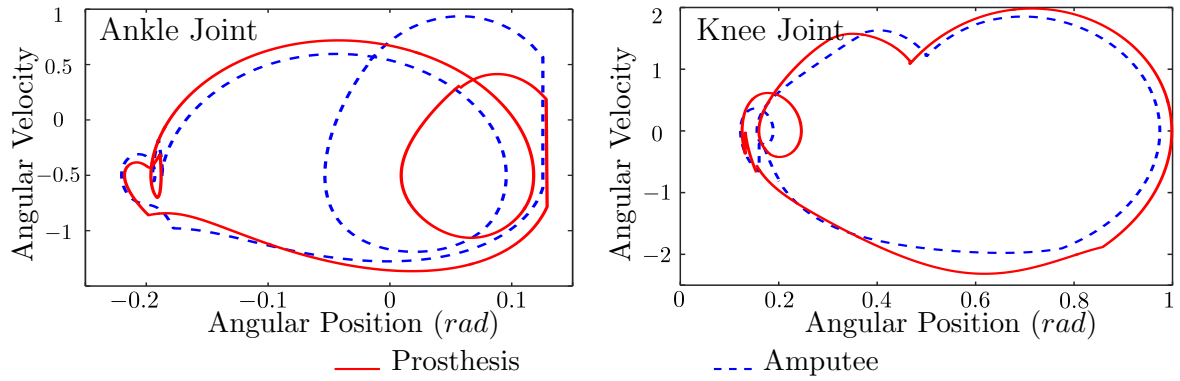 Ankle Joint
Angular Velocity
1
0.5
0
−0.5
−1
−0.2
−0.1
0
0.1
Angular Position (rad)
Knee Joint
Angular Velocity
2
1
0
−1
−2
0
0.2
0.4
0.6
0.8
1
Angular Position (rad)
Prosthesis
Amputee